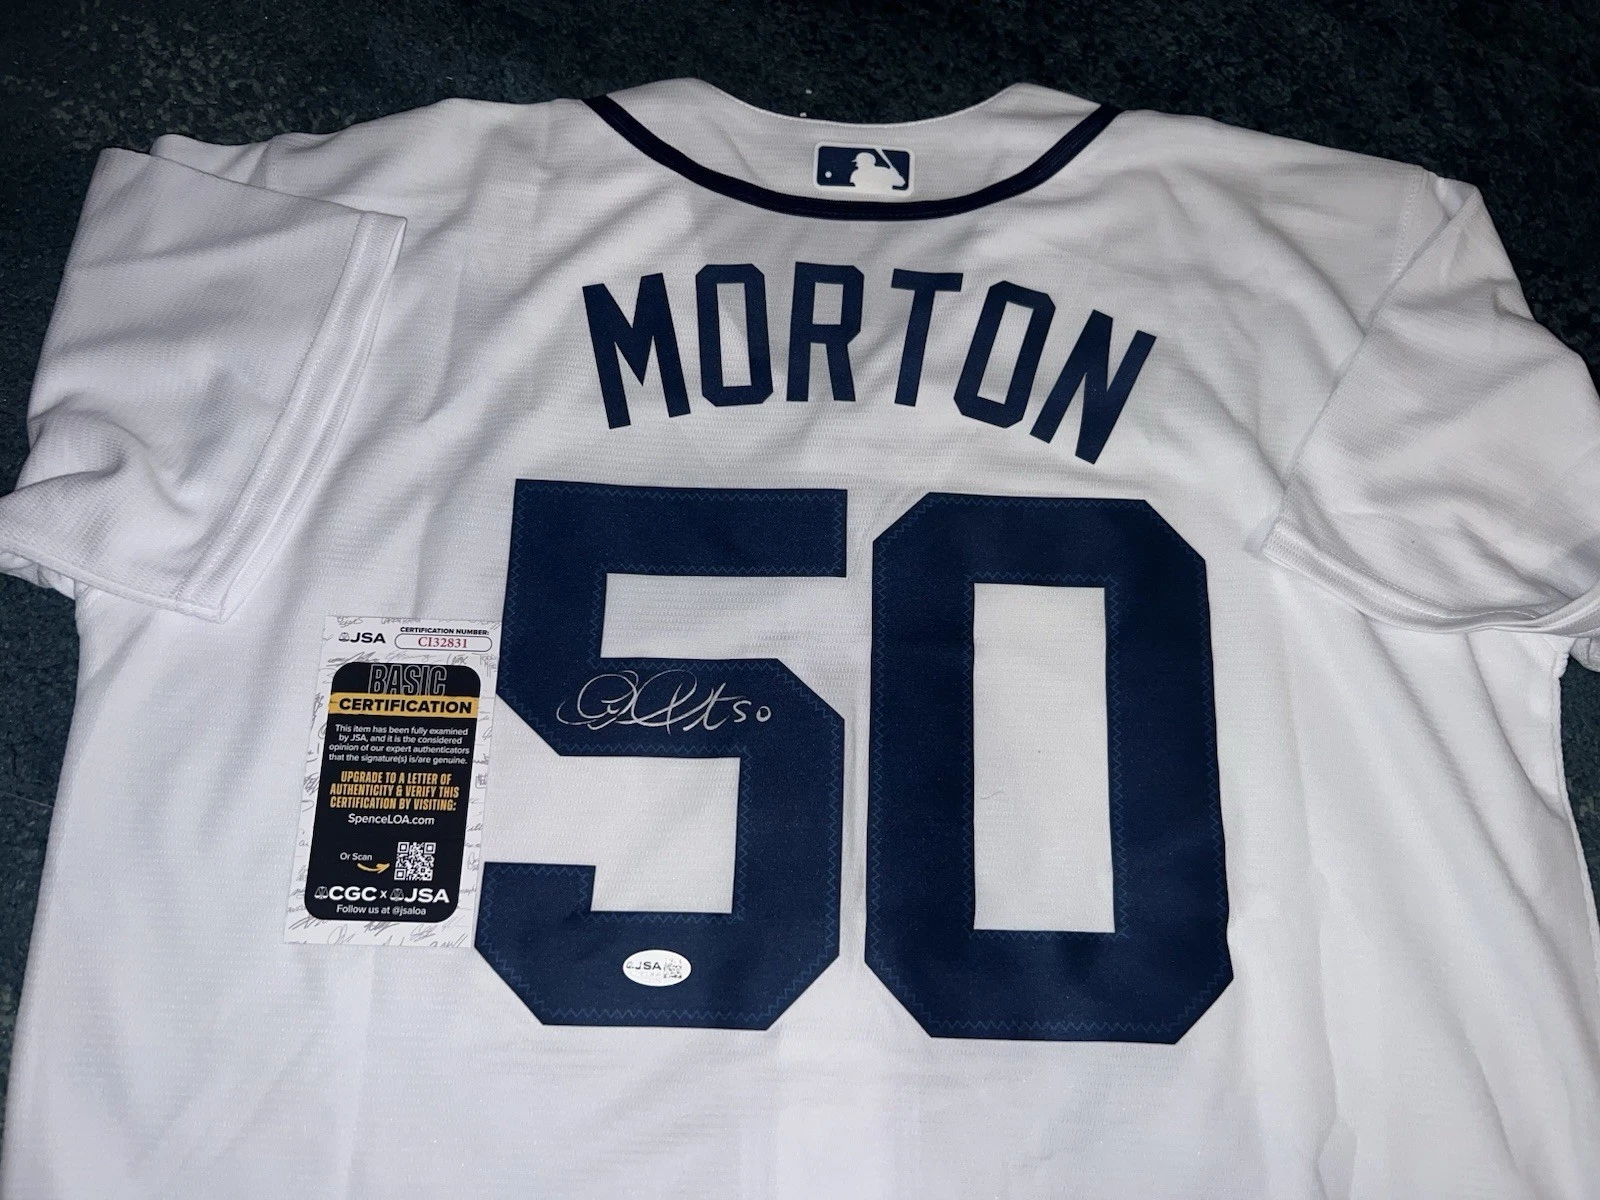 MORTON
50
50
JSA
CERTIFICATION NUMBER:
CI32831
BASIC
CERTIFICATION
This item has been fully examined
by JSA, and it is the considered
opinion of our expert authenticators
that the signature(s) is/are genuine.
UPGRADE TO A LETTER OF
AUTHENTICITY & VERIFY THIS
CERTIFICATION BY VISITING:
SpenceLOA.com
Or Scan
CGC x JSA
Follow us at @jsaloa
JSA